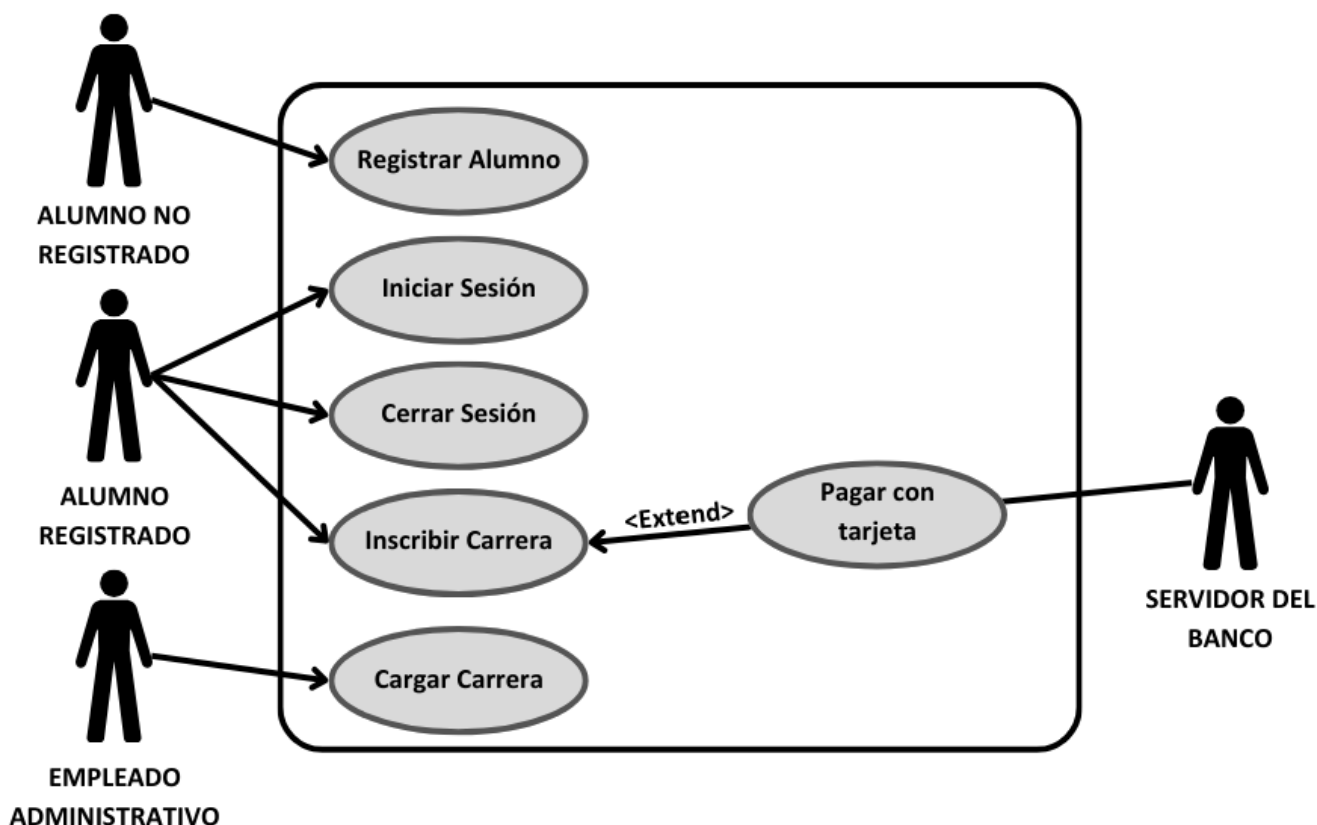 ALUMNO NO
REGISTRADO
Registrar Alumno
Iniciar Sesión
Cerrar Sesión
ALUMNO
REGISTRADO
Inscribir Carrera
<Extend>
Pagar con
tarjeta
SERVIDOR DEL
BANCO
Cargar Carrera
EMPLEADO
ADMINISTRATIVO